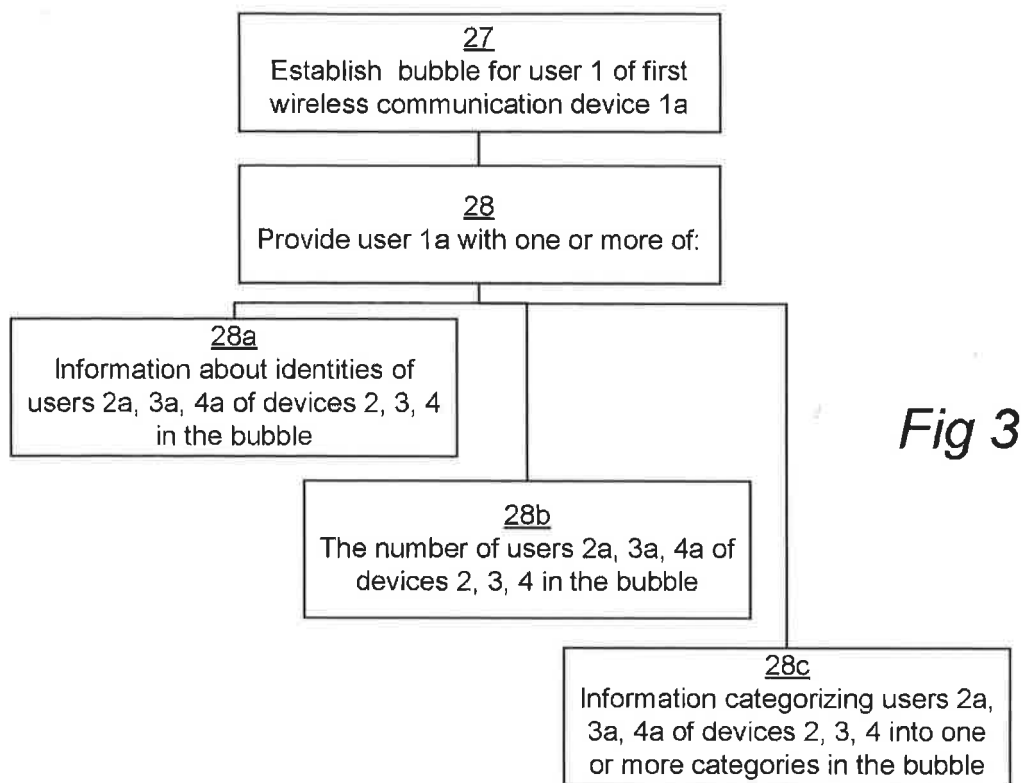 27
Establish bubble for user 1 of first
wireless communication device 1a
28
Provide user 1a with one or more of:
28a
Information about identities of
users 2a, 3a, 4a of devices 2, 3, 4
in the bubble
Fig 3
28b
The number of users 2a, 3a, 4a of
devices 2, 3, 4 in the bubble
28c
Information categorizing users 2a,
3a, 4a of devices 2, 3, 4 into one
or more categories in the bubble